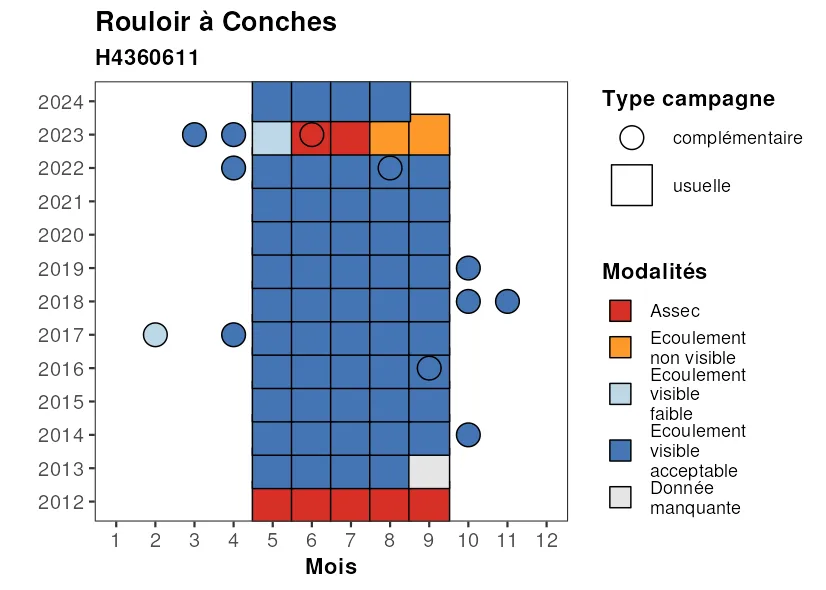 Rouloir à Conches
H4360611
2024
2023
2022
2021
2020
2019
2018
2017
2016
2015
2014
2013
2012
1 2 3 4 5 6 7 8 9 10 11 12
Mois
Type campagne
complémentaire
usuelle
Modalités
Assec
Ecoulement
non visible
Ecoulement
visible
faible
Ecoulement
visible
acceptable
Donnée
manquante